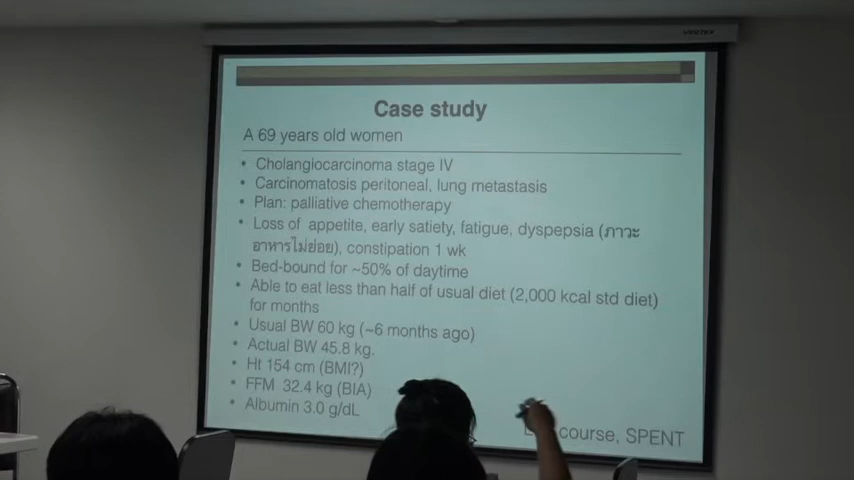 VERTEX
Case study
A 69 years old women
• Cholangiocarcinoma stage IV
• Carcinomatosis peritoneal, lung metastasis
• Plan: palliative chemotherapy
• Loss of appetite, early satiety, fatigue, dyspepsia (ภาวะ
อาหารไม่ย่อย), constipation 1 wk
• Bed-bound for ~50% of daytime
• Able to eat less than half of usual diet (2,000 kcal std diet)
for months
• Usual BW 60 kg (~6 months ago)
• Actual BW 45.8 kg.
• Ht 154 cm (BMI?)
• FFM 32.4 kg (BIA)
• Albumin 3.0 g/dL
course, SPENT